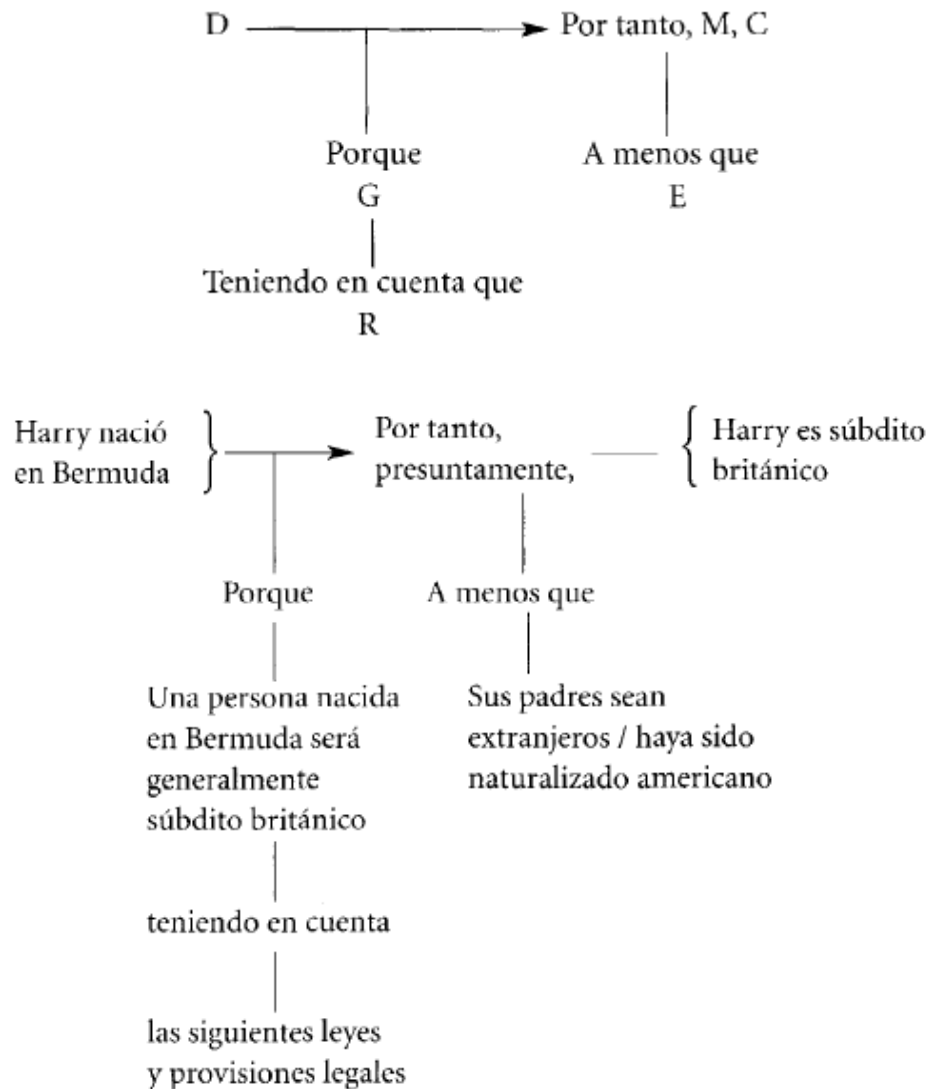 D
Por tanto, M, C
Porque
G
A menos que
E
Teniendo en cuenta que
R
Harry nació
en Bermuda
Por tanto,
presuntamente,
Harry es súbdito
británico
Porque
A menos que
Una persona nacida
en Bermuda será
generalmente
súbdito británico
Sus padres sean
extranjeros / haya sido
naturalizado americano
teniendo en cuenta
las siguientes leyes
y provisiones legales